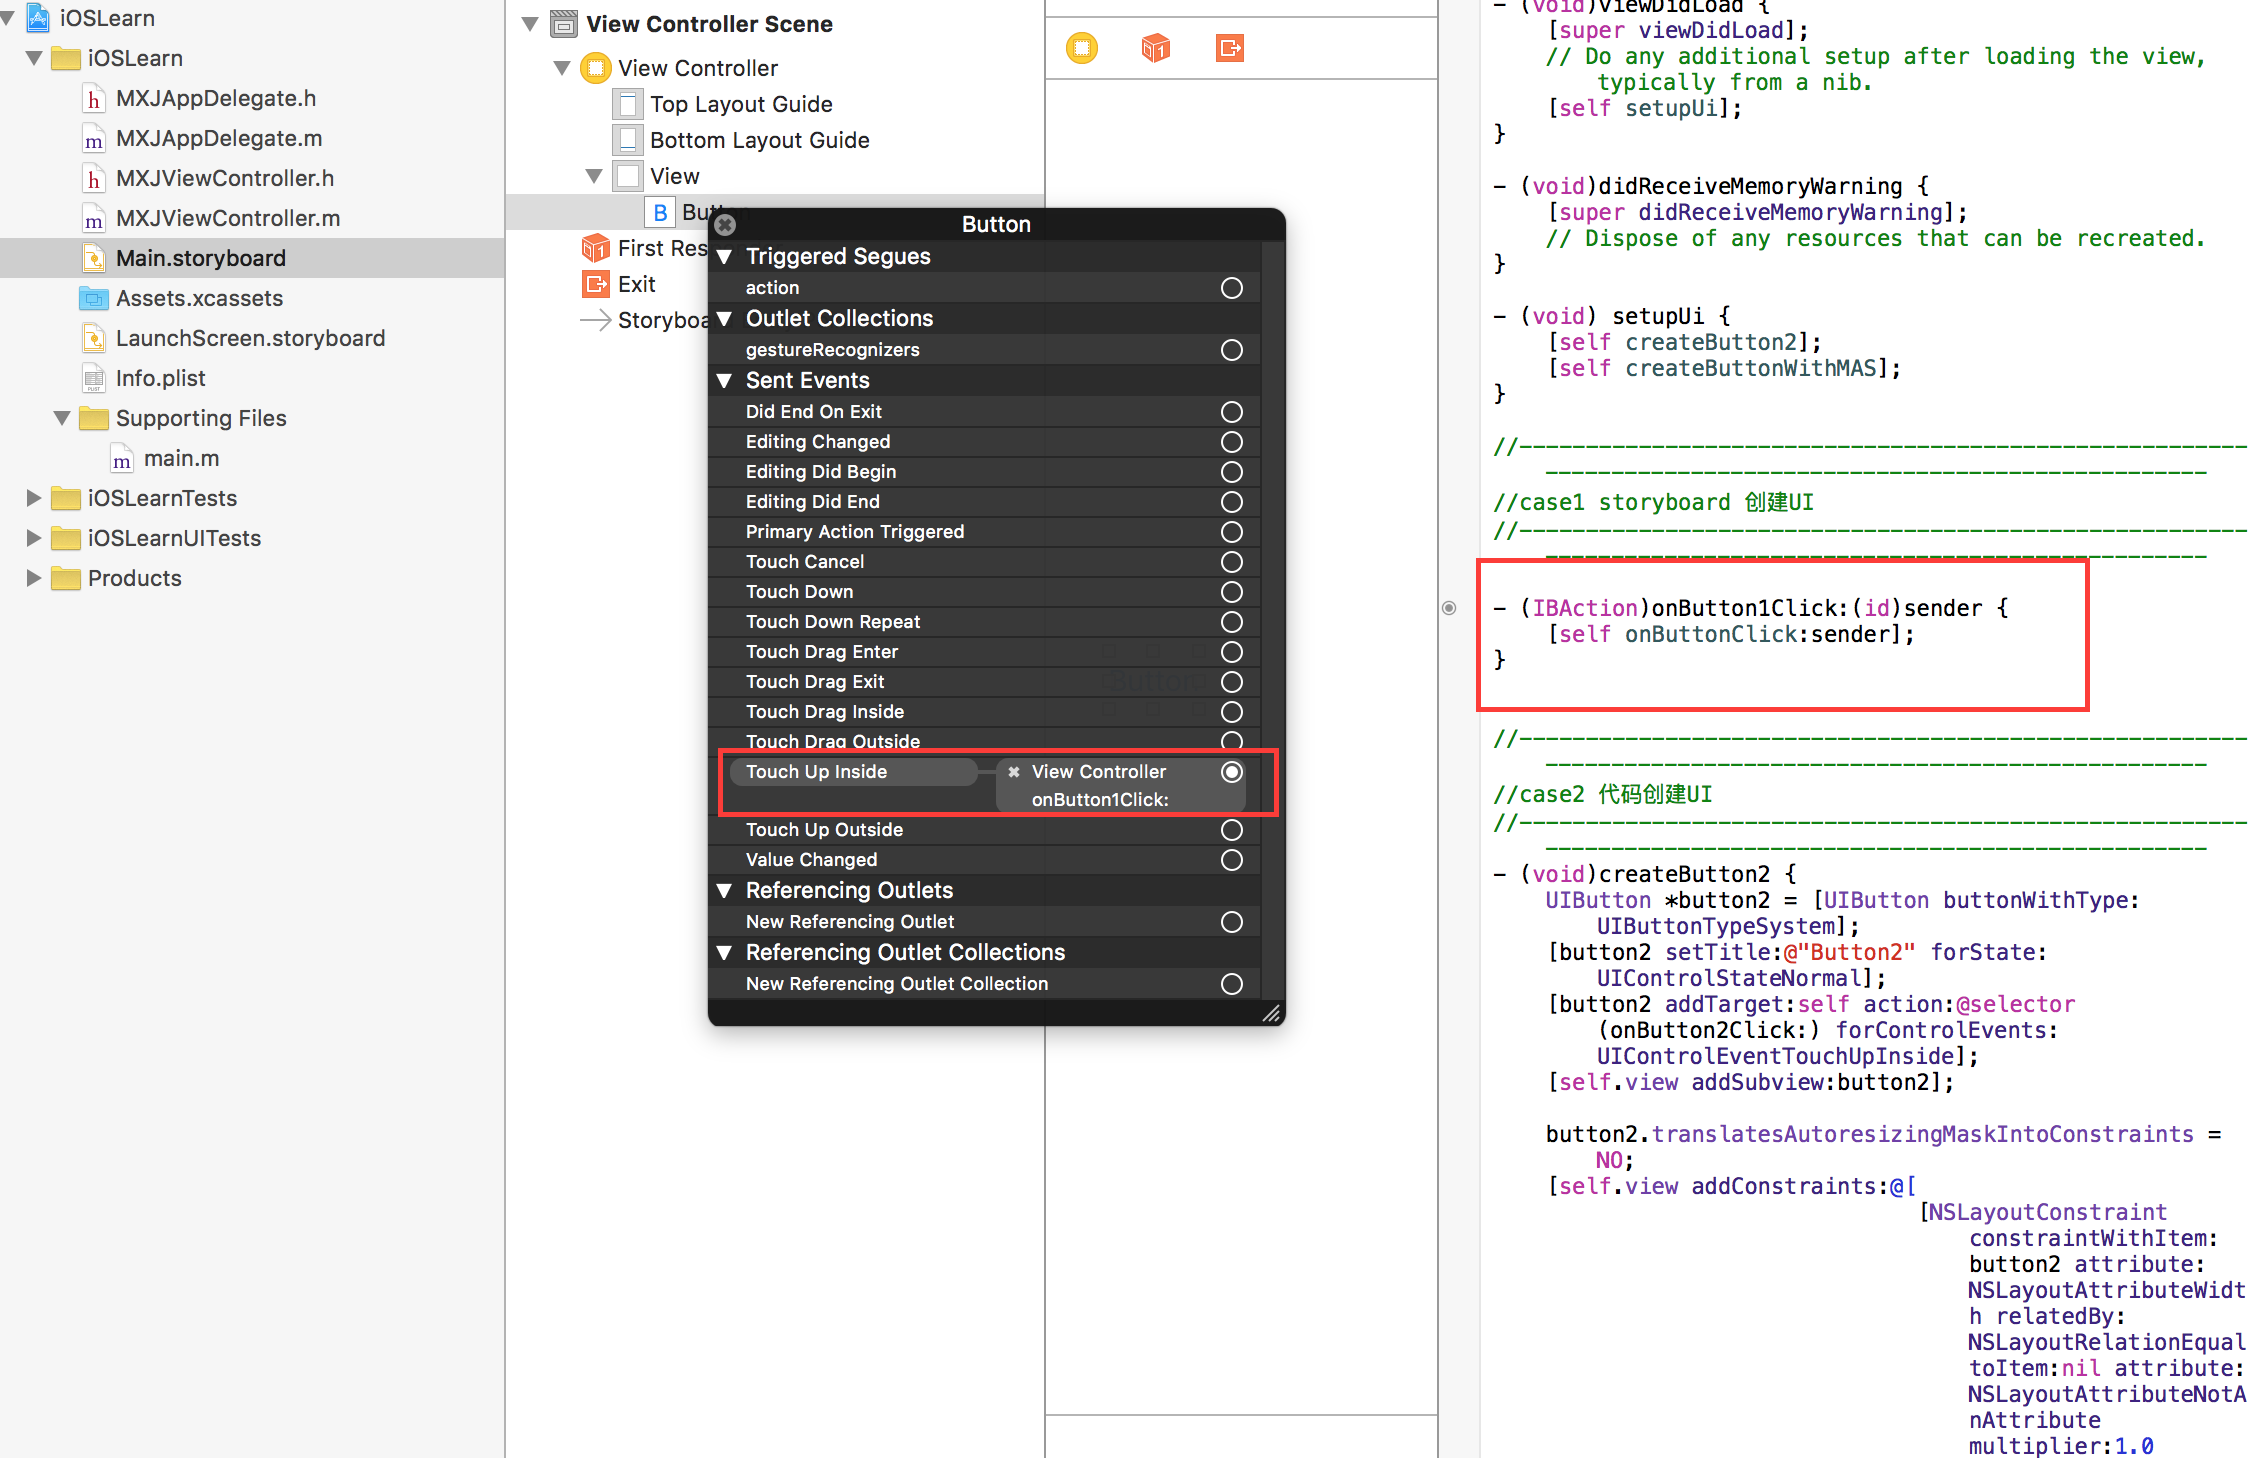 iOSLearn
iOSLearn
MXJAppDelegate.h
MXJAppDelegate.m
MXJViewController.h
MXJViewController.m
Main.storyboard
Assets.xcassets
LaunchScreen.storyboard
Info.plist
Supporting Files
main.m
iOSLearnTests
iOSLearnUITests
Products
View Controller Scene
View Controller
Top Layout Guide
Bottom Layout Guide
View
Button
First Res
Exit
Storyboa
Button
Triggered Segues
action
Outlet Collections
gestureRecognizers
Sent Events
Did End On Exit
Editing Changed
Editing Did Begin
Editing Did End
Primary Action Triggered
Touch Cancel
Touch Down
Touch Down Repeat
Touch Drag Enter
Touch Drag Exit
Touch Drag Inside
Touch Drag Outside
Touch Up Inside
View Controller
onButton1Click:
Touch Up Outside
Value Changed
Referencing Outlets
New Referencing Outlet
Referencing Outlet Collections
New Referencing Outlet Collection
Button
- (void)viewDidLoad {
[super viewDidLoad];
// Do any additional setup after loading the view,
typically from a nib.
[self setupUi];
}
- (void)didReceiveMemoryWarning {
[super didReceiveMemoryWarning];
// Dispose of any resources that can be recreated.
}
- (void) setupUi {
[self createButton2];
[self createButtonWithMAS];
}
//-------------------------------------------------------
--------------------------------------------------
//case1 storyboard 创建UI
//-------------------------------------------------------
--------------------------------------------------
- (IBAction)onButton1Click:(id)sender {
[self onButtonClick:sender];
}
//-------------------------------------------------------
--------------------------------------------------
//case2 代码创建UI
//-------------------------------------------------------
--------------------------------------------------
- (void)createButton2 {
UIButton *button2 = [UIButton buttonWithType:
UIButtonTypeSystem];
[button2 setTitle:@"Button2" forState:
UIControlStateNormal];
[button2 addTarget:self action:@selector
(onButton2Click:) forControlEvents:
UIControlEventTouchUpInside];
[self.view addSubview:button2];
button2.translatesAutoresizingMaskIntoConstraints =
NO;
[self.view addConstraints:@[
[NSLayoutConstraint
constraintWithItem:
button2 attribute:
NSLayoutAttributeWidt
h relatedBy:
NSLayoutRelationEqual
toItem:nil attribute:
NSLayoutAttributeNotA
nAttribute
multiplier:1.0